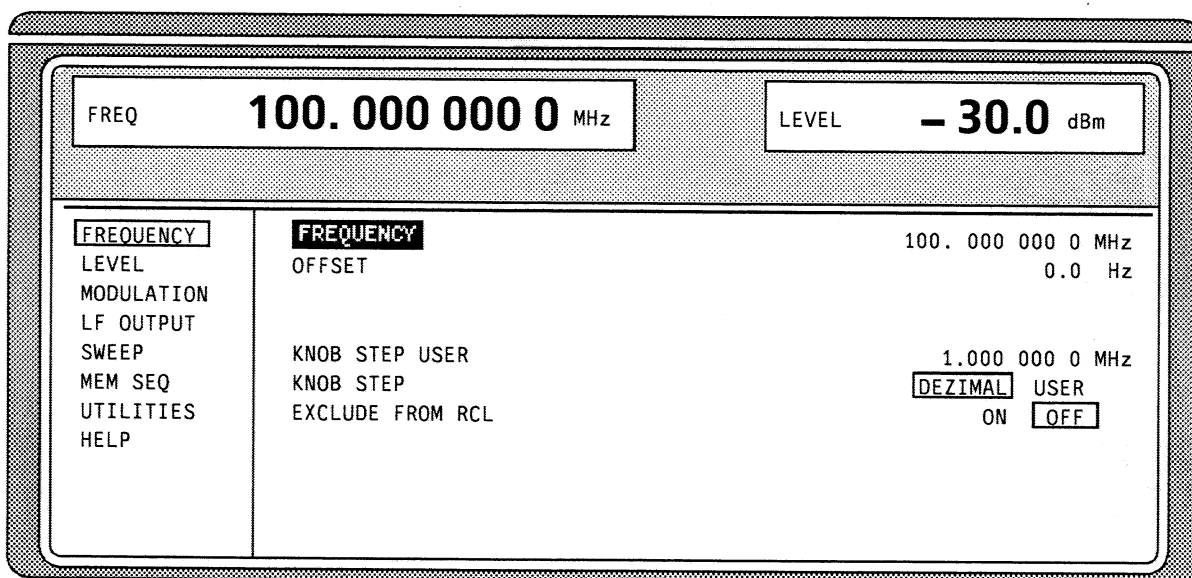 FREQ 100. 000 000 0 MHz LEVEL – 30.0 dBm
FREQUENCY FREQUENCY 100. 000 000 0 MHz
LEVEL OFFSET 0.0 Hz
MODULATION
LF OUTPUT
SWEEP KNOB STEP USER 1.000 000 0 MHz
MEM SEQ KNOB STEP DEZIMAL USER
UTILITIES EXCLUDE FROM RCL ON OFF
HELP